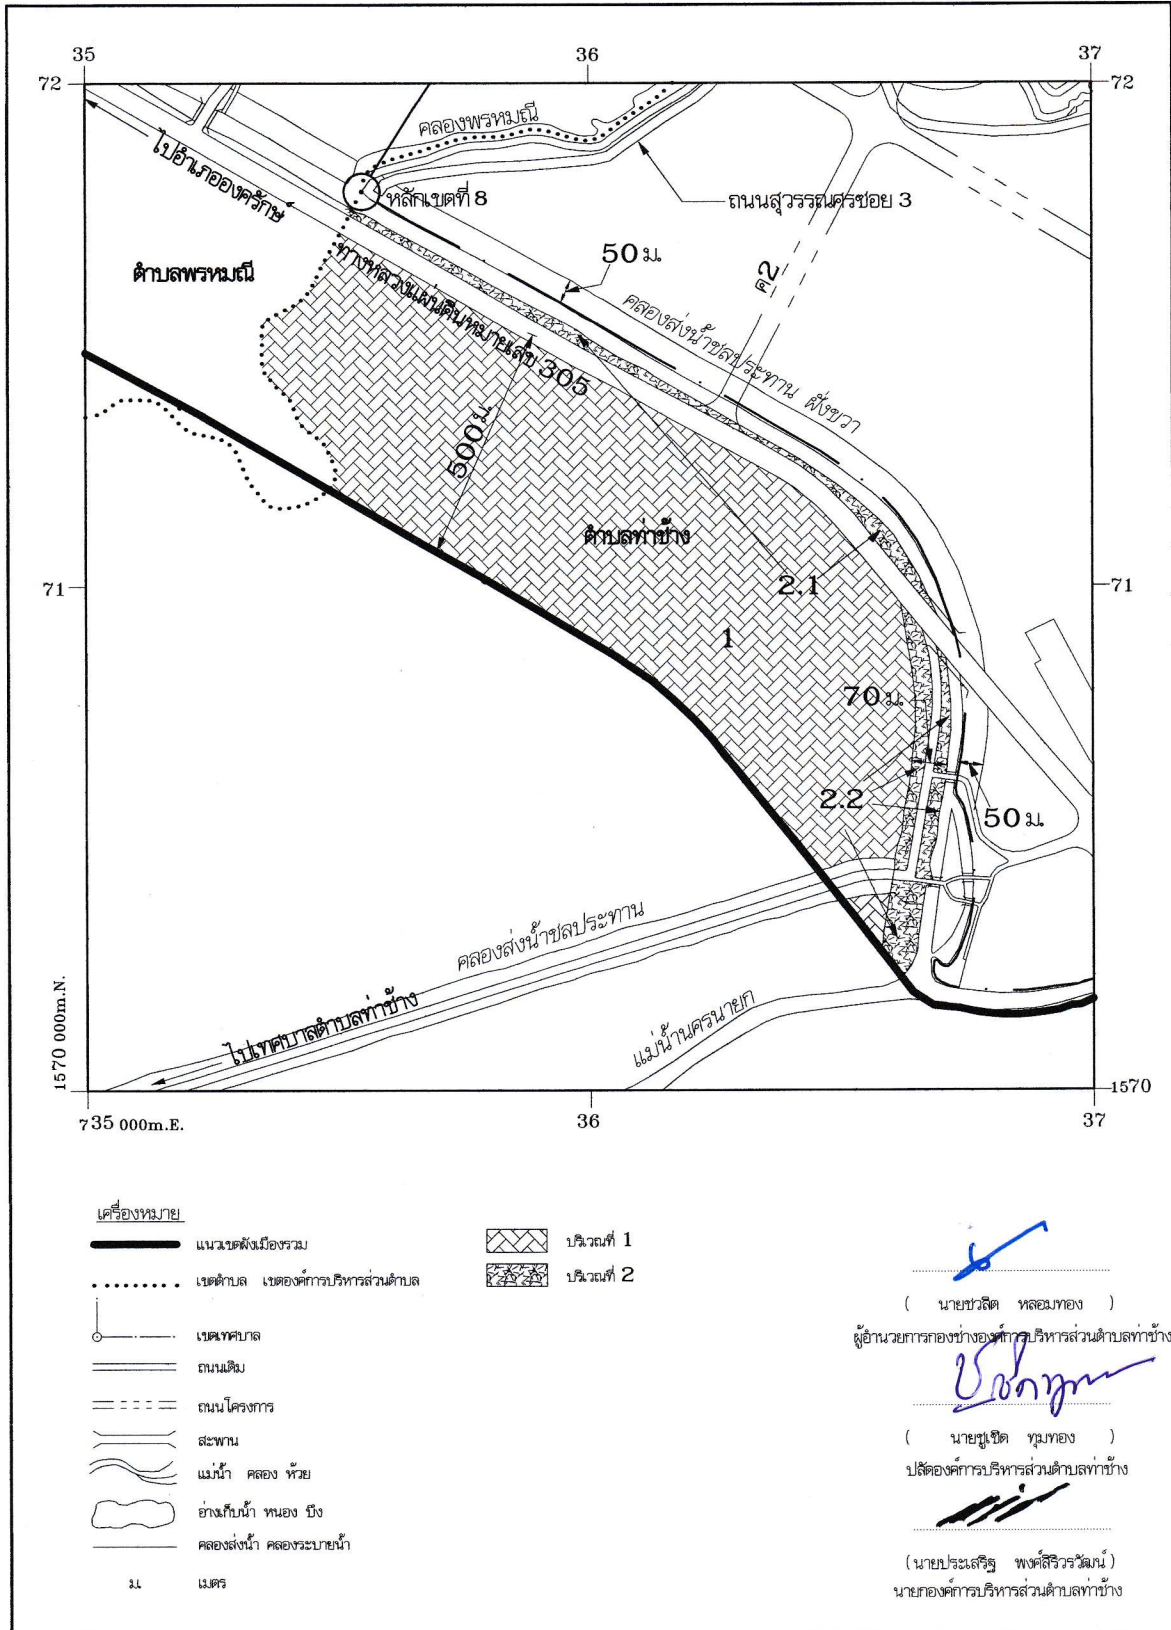 35 36 37
72 72
คลองพรหมณี
ไปอำเภอองครักษ์
หลักเขตที่ 8
ถนนสุวรรณศรซอย 3
ตำบลพรหมณี
50 ม.
ทางหลวงแผ่นดินหมายเลข 305
คลองส่งน้ำชลประทาน ฝั่งขวา
ค2
500 ม.
ตำบลท่าช้าง
71 71
2.1
1
70 ม.
2.2
50 ม.
คลองส่งน้ำชลประทาน
ไปเทศบาลตำบลท่าช้าง
แม่น้ำนครนายก
1570 000m.N.
1570
735 000m.E. 36 37
เครื่องหมาย
แนวเขตผังเมืองรวม
เขตตำบล เขตองค์การบริหารส่วนตำบล
เขตเทศบาล
ถนนเดิม
ถนนโครงการ
สะพาน
แม่น้ำ คลอง ห้วย
อ่างเก็บน้ำ หนอง บึง
คลองส่งน้ำ คลองระบายน้ำ
ม. เมตร
บริเวณที่ 1
บริเวณที่ 2
( นายชวลิต หลอมทอง )
ผู้อำนวยการกองช่างองค์การบริหารส่วนตำบลท่าช้าง
( นายชูเชิด ทุมทอง )
ปลัดองค์การบริหารส่วนตำบลท่าช้าง
( นายประเสริฐ พงศ์สิริวรวัฒน์ )
นายกองค์การบริหารส่วนตำบลท่าช้าง